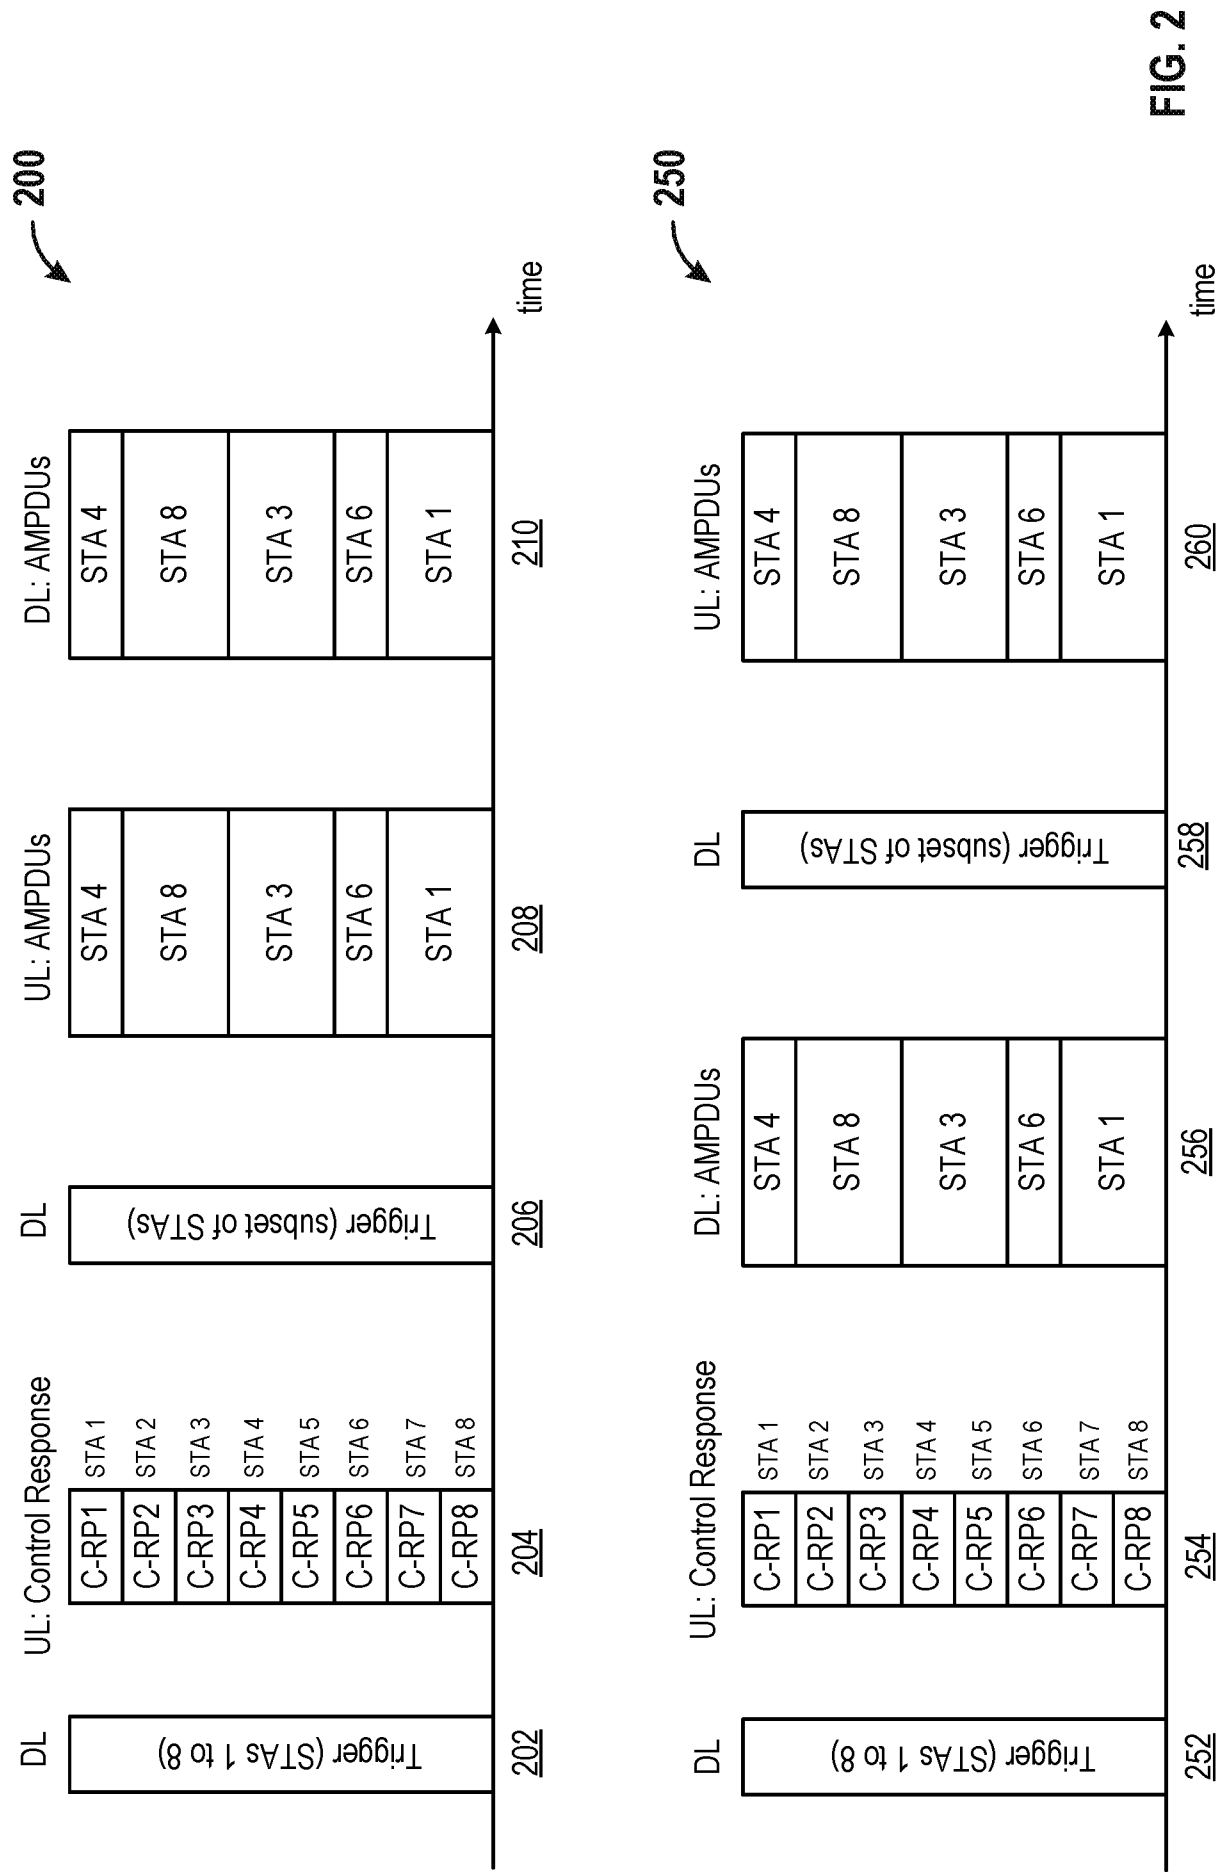 200
DL
UL: Control Response
DL
UL: AMPDUs
DL: AMPDUs
Trigger (STAs 1 to 8)
C-RP1 STA 1
C-RP2 STA 2
C-RP3 STA 3
C-RP4 STA 4
C-RP5 STA 5
C-RP6 STA 6
C-RP7 STA 7
C-RP8 STA 8
Trigger (subset of STAs)
STA 4
STA 8
STA 3
STA 6
STA 1
STA 4
STA 8
STA 3
STA 6
STA 1
time
202
204
206
208
210
250
DL
UL: Control Response
DL: AMPDUs
DL
UL: AMPDUs
Trigger (STAs 1 to 8)
C-RP1 STA 1
C-RP2 STA 2
C-RP3 STA 3
C-RP4 STA 4
C-RP5 STA 5
C-RP6 STA 6
C-RP7 STA 7
C-RP8 STA 8
STA 4
STA 8
STA 3
STA 6
STA 1
Trigger (subset of STAs)
STA 4
STA 8
STA 3
STA 6
STA 1
time
252
254
256
258
260
FIG. 2